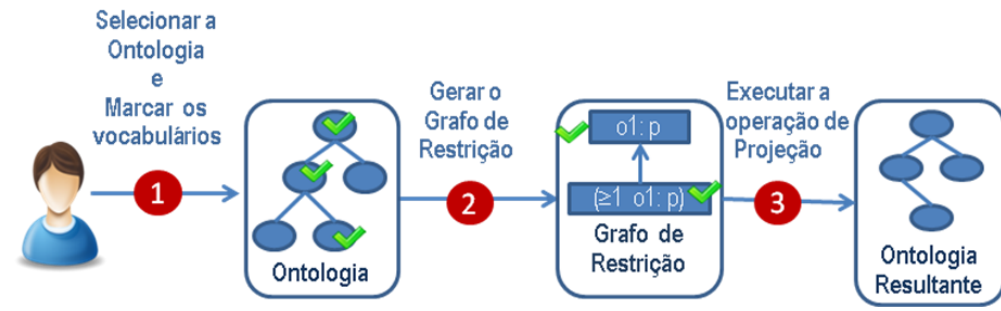 Selecionar a
Ontologia
e
Marcar os
vocabulários
1
Ontologia
Gerar o
Grafo de
Restrição
2
o1: p
(≥1 o1: p)
Grafo de
Restrição
Executar a
operação de
Projeção
3
Ontologia
Resultante